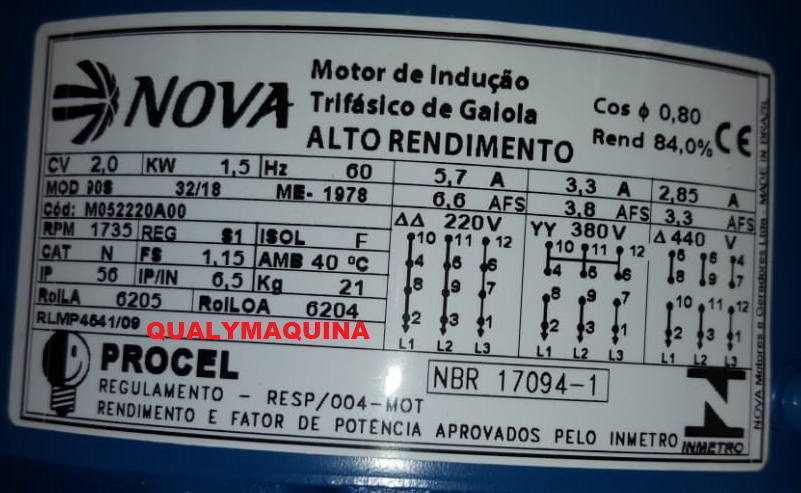 NOVA
Motor de Indução
Trifásico de Gaiola
ALTO RENDIMENTO
Cos ϕ 0,80
Rend 84,0% CE
CV 2,0 KW 1,5 Hz 60
MOD 90S 32/18 ME- 1978
Cód: M052220A00
RPM 1735 REG S1 ISOL F
CAT N FS 1,15 AMB 40 ºC
IP 56 IP/IN 6,5 Kg 21
RolLA 6205 RolLOA 6204
RLMP4641/09
QUALYMAQUINA
5,7 A 3,3 A 2,85 A
6,6 AFS 3,8 AFS 3,3 AFS
ΔΔ 220V YY 380V Δ 440 V
10 11 12 10 11 12 5 6 4
4 5 6 4 5 6 8 9 7
8 9 7 8 9 7 10 11 12
2 3 1 2 3 1 2 3 1
L1 L2 L3 L1 L2 L3 L1 L2 L3
PROCEL
REGULAMENTO - RESP/004-MOT
RENDIMENTO E FATOR DE POTÊNCIA APROVADOS PELO INMETRO
NBR 17094-1
INMETRO
NOVA Motores e Geradores Ltda - MADE IN BRAZIL